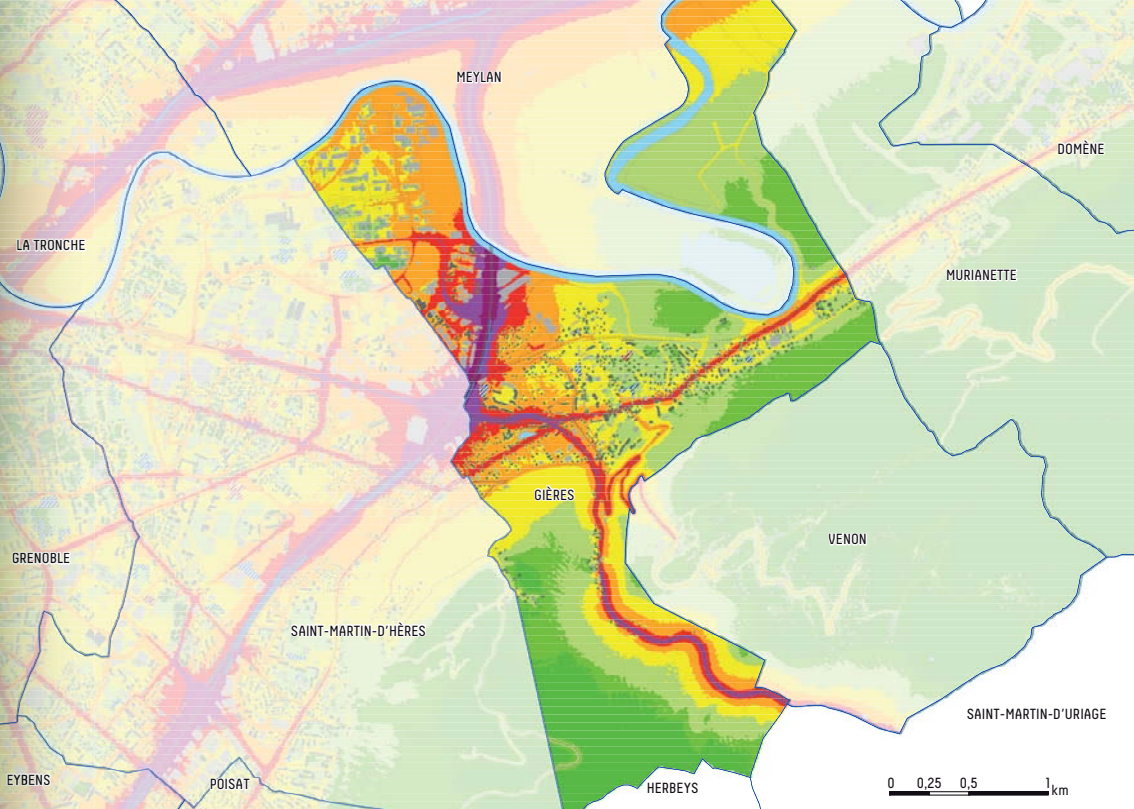 MEYLAN
DOMÈNE
LA TRONCHE
MURIANETTE
GIÈRES
VENON
GRENOBLE
SAINT-MARTIN-D'HÈRES
SAINT-MARTIN-D'URIAGE
EYBENS
POISAT
HERBEYS
0 0,25 0,5 1 km